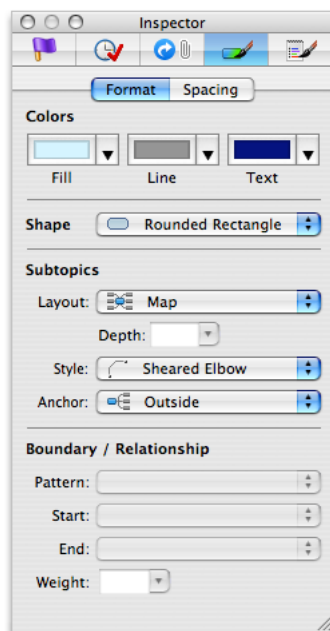 Inspector
Format Spacing
Colors
Fill Line Text
Shape Rounded Rectangle
Subtopics
Layout: Map
Depth:
Style: Sheared Elbow
Anchor: Outside
Boundary / Relationship
Pattern:
Start:
End:
Weight: